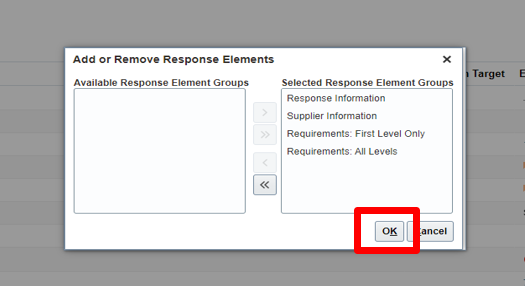 Add or Remove Response Elements
Available Response Element Groups
Selected Response Element Groups
Response Information
Supplier Information
Requirements: First Level Only
Requirements: All Levels
OK
ancel
Target